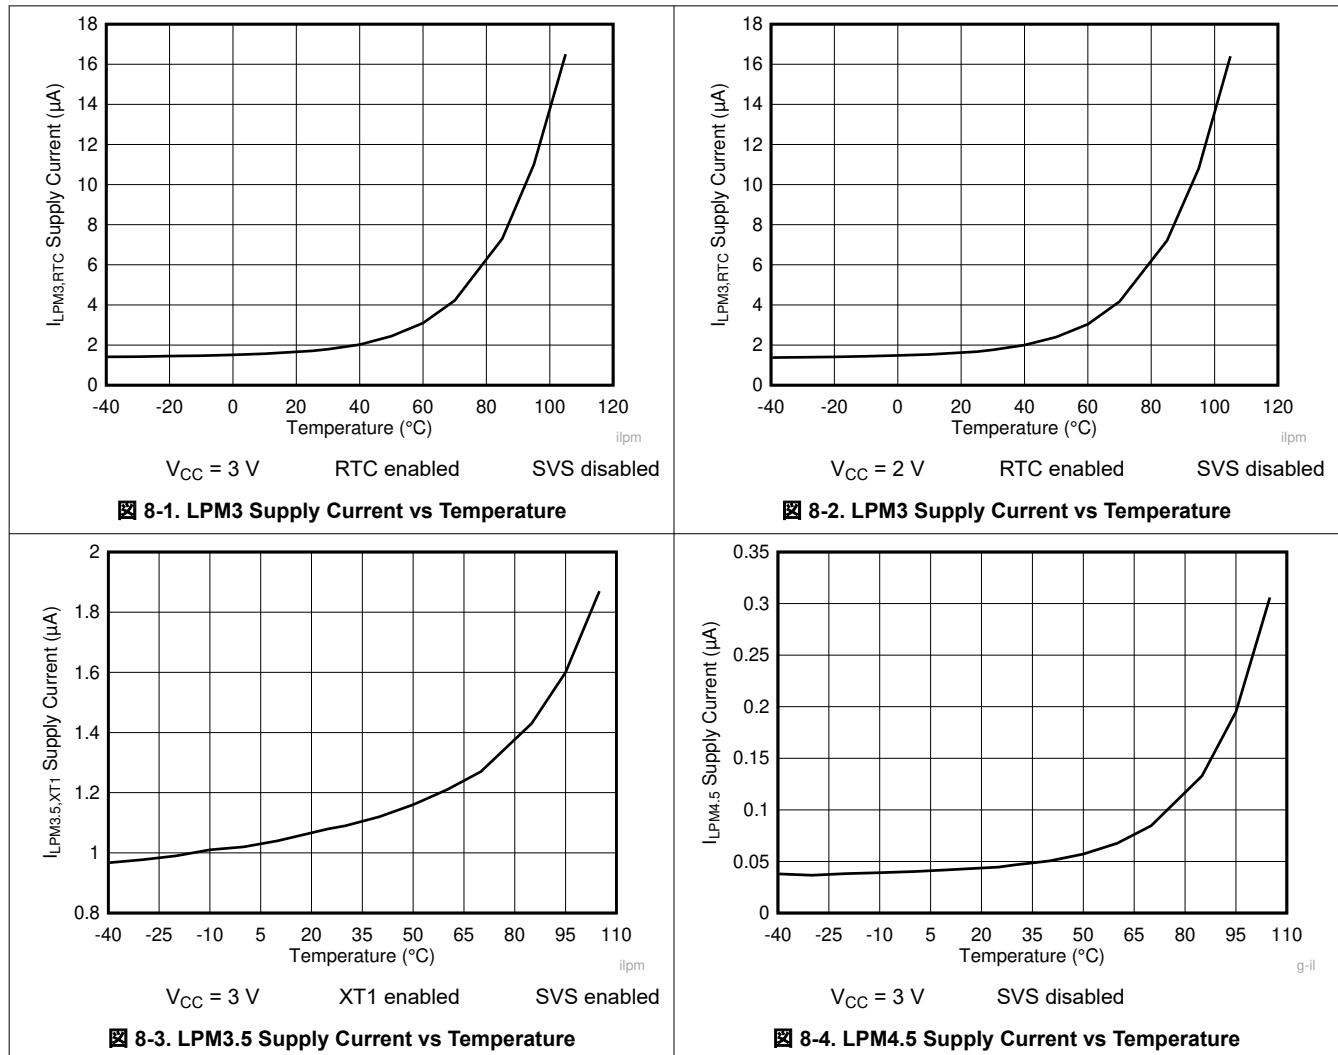 18
16
14
12
10
8
6
4
2
0
-40 -20 0 20 40 60 80 100 120
Temperature (°C)
I_LPM3,RTC Supply Current (µA)
ilpm
V_CC = 3 V RTC enabled SVS disabled
図 8-1. LPM3 Supply Current vs Temperature
18
16
14
12
10
8
6
4
2
0
-40 -20 0 20 40 60 80 100 120
Temperature (°C)
I_LPM3,RTC Supply Current (µA)
ilpm
V_CC = 2 V RTC enabled SVS disabled
図 8-2. LPM3 Supply Current vs Temperature
2
1.8
1.6
1.4
1.2
1
0.8
-40 -25 -10 5 20 35 50 65 80 95 110
Temperature (°C)
I_LPM3.5,XT1 Supply Current (µA)
ilpm
V_CC = 3 V XT1 enabled SVS enabled
図 8-3. LPM3.5 Supply Current vs Temperature
0.35
0.3
0.25
0.2
0.15
0.1
0.05
0
-40 -25 -10 5 20 35 50 65 80 95 110
Temperature (°C)
I_LPM4.5 Supply Current (µA)
g-il
V_CC = 3 V SVS disabled
図 8-4. LPM4.5 Supply Current vs Temperature